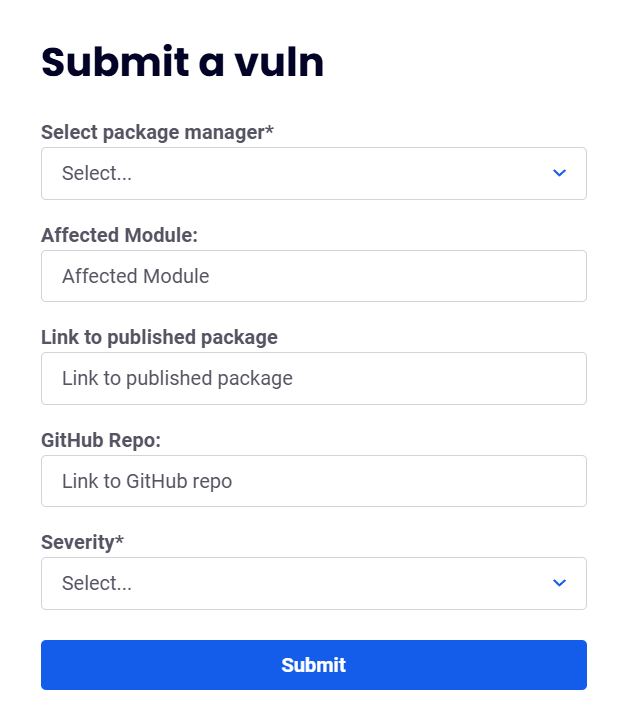 Submit a vuln
Select package manager*
Select...
Affected Module:
Affected Module
Link to published package
Link to published package
GitHub Repo:
Link to GitHub repo
Severity*
Select...
Submit